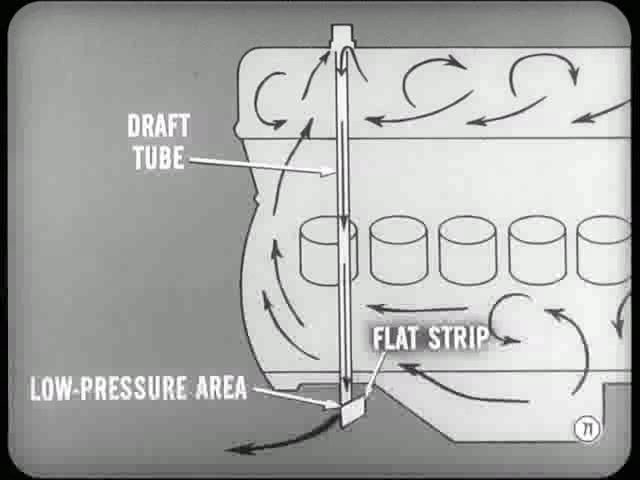 DRAFT
TUBE
FLAT STRIP
LOW-PRESSURE AREA
71